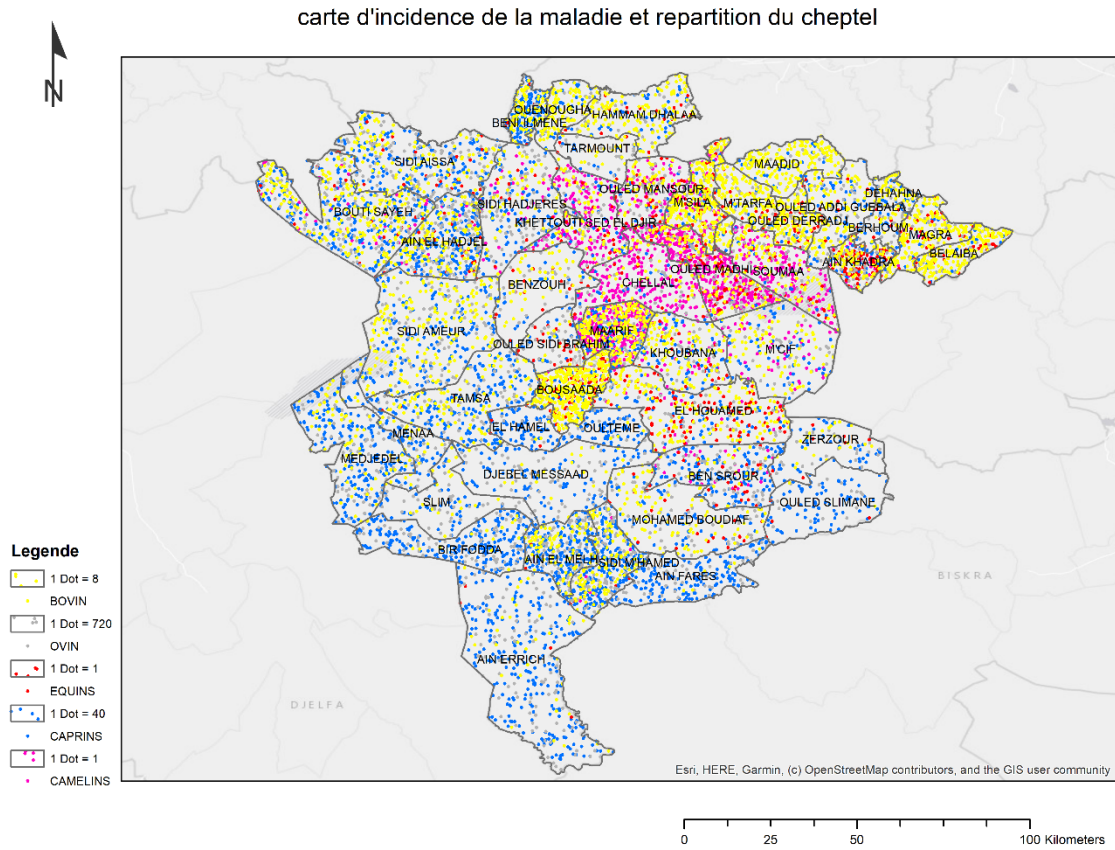 carte d'incidence de la maladie et repartition du cheptel
N
OUENOUGHA
BENI ILMENE
HAMMAM DHALAA
TARMOUNT
SIDI AISSA
MAADID
DEHAHNA
OULED MANSOUR
M'SILA
M'TARFA
OULED ADDI GUEBALA
BOUTI SAYEH
SIDI HADJERES
KHETTOUTI SED EL DJIR
OULED DERRADJ
BERHOUM
MAGRA
AIN EL HADJEL
BELAIBA
AIN KHADRA
OULED MADHI
SOUMAA
BENZOUH
CHELLAL
SIDI AMEUR
MAARIF
OULED SIDI BRAHIM
KHOUBANA
M'CIF
BOUSAADA
TAMSA
EL HOUAMED
EL HAMEL
OULTEME
MENAA
ZERZOUR
MEDJEDEL
DJEBEL MESSAAD
BEN SROUR
SLIM
OULED SLIMANE
MOHAMED BOUDIAF
BIR FODDA
AIN EL MELH
SIDI M'HAMED
AIN FARES
BISKRA
AIN ERRICH
DJELFA
Legende
1 Dot = 8
BOVIN
1 Dot = 720
OVIN
1 Dot = 1
EQUINS
1 Dot = 40
CAPRINS
1 Dot = 1
CAMELINS
Esri, HERE, Garmin, (c) OpenStreetMap contributors, and the GIS user community
0 25 50 100 Kilometers